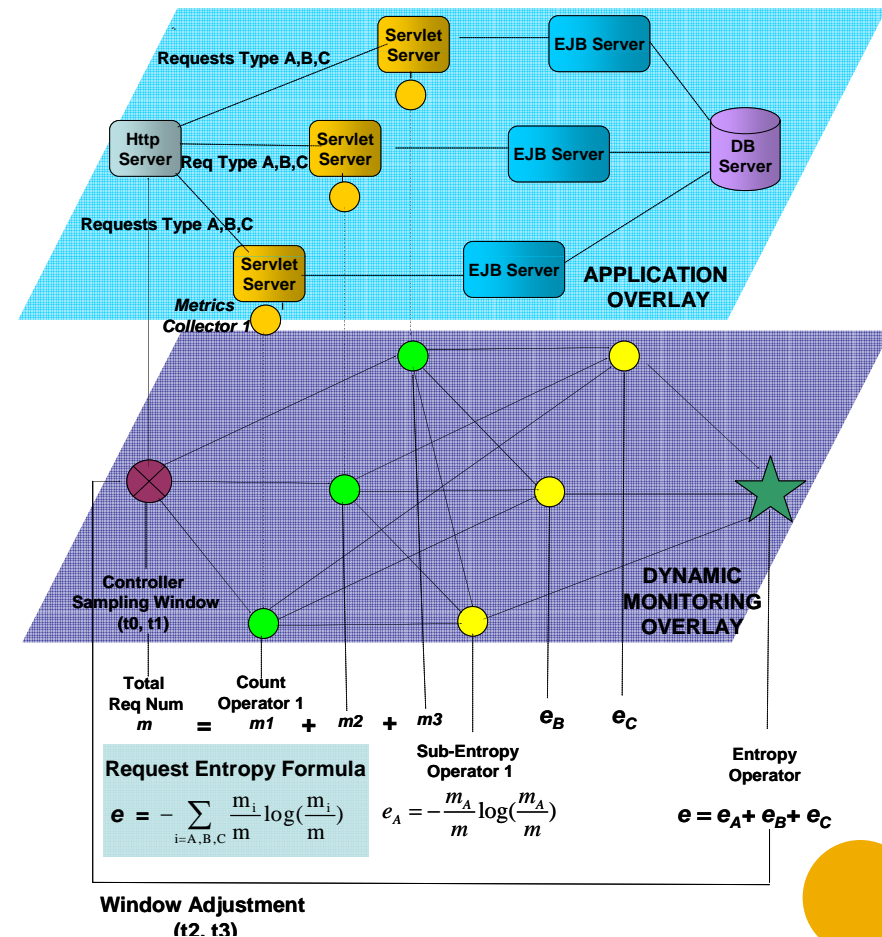 Servlet
Server
EJB Server
Requests Type A,B,C
Http
Server
Servlet
Server
EJB Server
DB
Server
Req Type A,B,C
Requests Type A,B,C
Servlet
Server
EJB Server
APPLICATION
OVERLAY
Metrics
Collector 1
Controller
Sampling Window
(t0, t1)
DYNAMIC
MONITORING
OVERLAY
Total
Req Num
Count
Operator 1
m = m1 + m2 + m3
e_B
e_C
Sub-Entropy
Operator 1
Entropy
Operator
Request Entropy Formula
e = − ∑_{i=A,B,C} m_i/m log(m_i/m)
e_A = − m_A/m log(m_A/m)
e = e_A + e_B + e_C
Window Adjustment
(t2, t3)